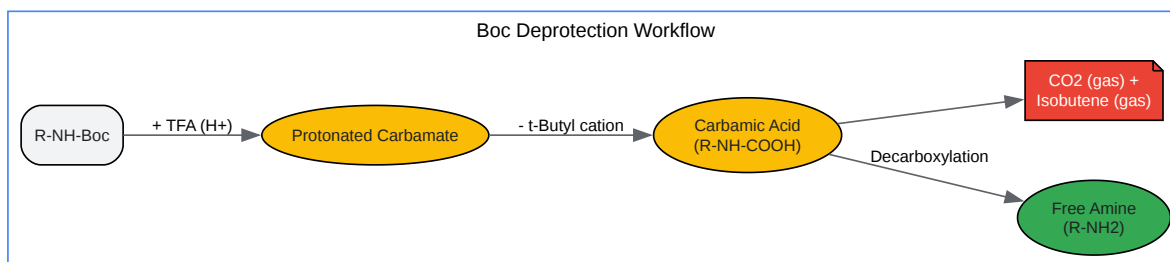 Boc Deprotection Workflow
R-NH-Boc
+ TFA (H+)
Protonated Carbamate
- t-Butyl cation
Carbamic Acid
(R-NH-COOH)
CO2 (gas) +
Isobutene (gas)
Decarboxylation
Free Amine
(R-NH2)